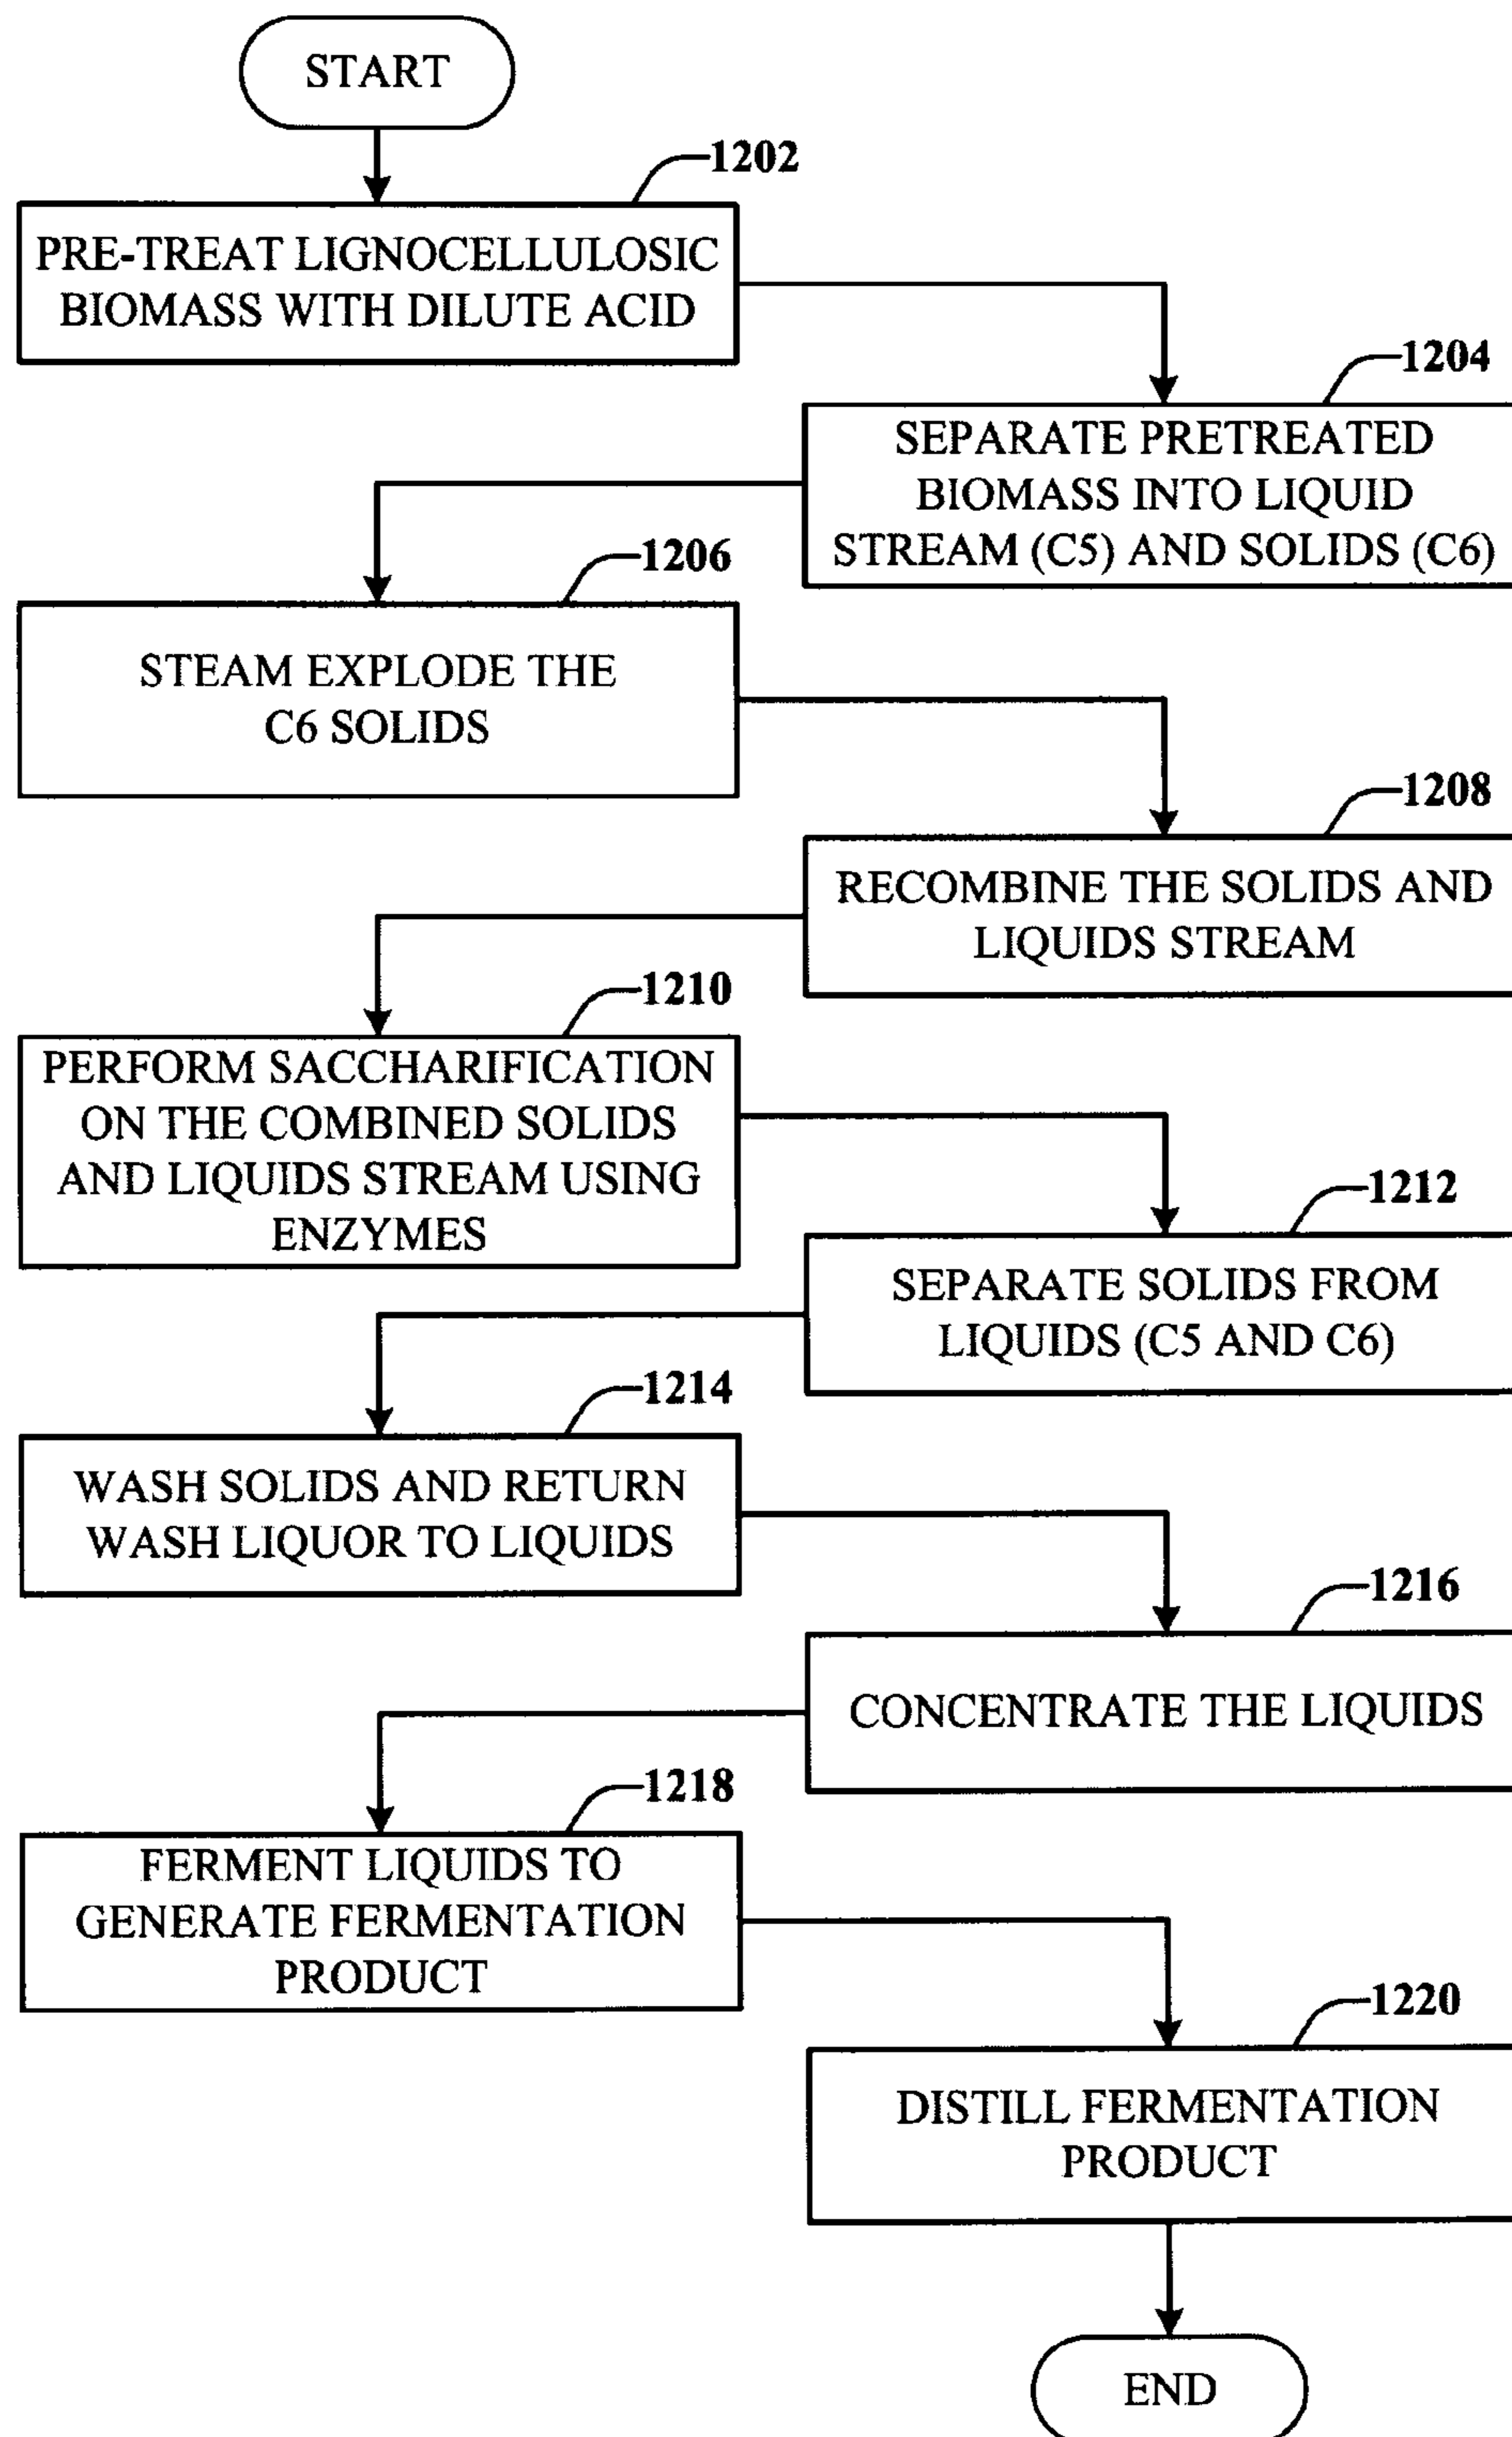 START
1202
PRE-TREAT LIGNOCELLULOSIC
BIOMASS WITH DILUTE ACID
1204
SEPARATE PRETREATED
BIOMASS INTO LIQUID
STREAM (C5) AND SOLIDS (C6)
1206
STEAM EXPLODE THE
C6 SOLIDS
1208
RECOMBINE THE SOLIDS AND
LIQUIDS STREAM
1210
PERFORM SACCHARIFICATION
ON THE COMBINED SOLIDS
AND LIQUIDS STREAM USING
ENZYMES
1212
SEPARATE SOLIDS FROM
LIQUIDS (C5 AND C6)
1214
WASH SOLIDS AND RETURN
WASH LIQUOR TO LIQUIDS
1216
CONCENTRATE THE LIQUIDS
1218
FERMENT LIQUIDS TO
GENERATE FERMENTATION
PRODUCT
1220
DISTILL FERMENTATION
PRODUCT
END